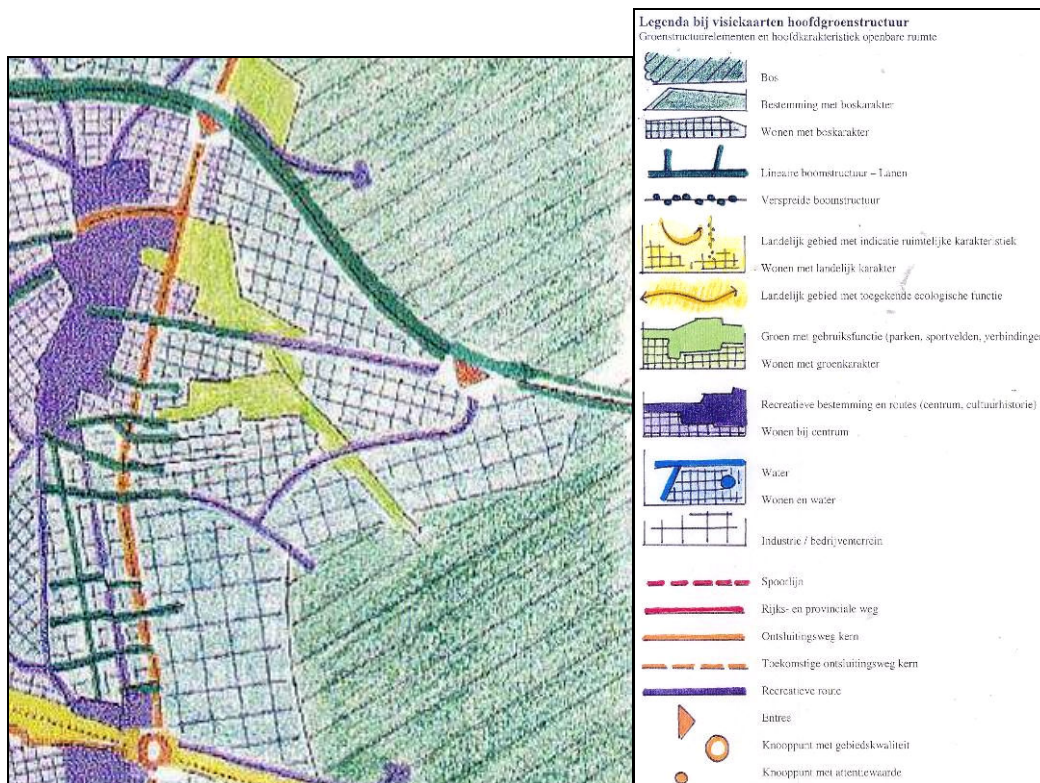 Legenda bij visiekaarten hoofdgroenstructuur
Groenstructuurelementen en hoofdkarakteristiek openbare ruimte
Bos
Bestemming met boskarakter
Wonen met boskarakter
Lineaire boomstructuur – Lanen
Verspreide boomstructuur
Landelijk gebied met indicatie ruimtelijke karakteristiek
Wonen met landelijk karakter
Landelijk gebied met toegekende ecologische functie
Groen met gebruiksfunctie (parken, sportvelden, verbindingen
Wonen met groenkarakter
Recreatieve bestemming en routes (centrum, cultuurhistorie)
Wonen bij centrum
Water
Wonen en water
Industrie / bedrijventerrein
Spoorlijn
Rijks- en provinciale weg
Ontsluitingsweg kern
Toekomstige ontsluitingsweg kern
Recreatieve route
Entree
Knooppunt met gebiedskwaliteit
Knooppunt met attentiewaarde